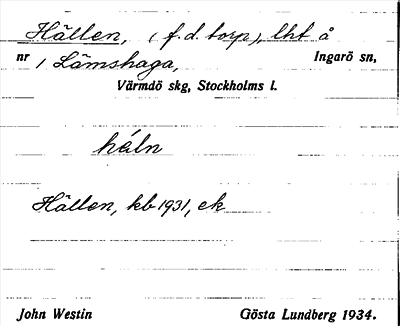 Hällen, (f.d. torp), lht å
nr 1 Lämshaga, Ingarö sn,
Värmdö skg, Stockholms l.
håln
Hällen, kb 1931, ek
John Westin Gösta Lundberg 1934.